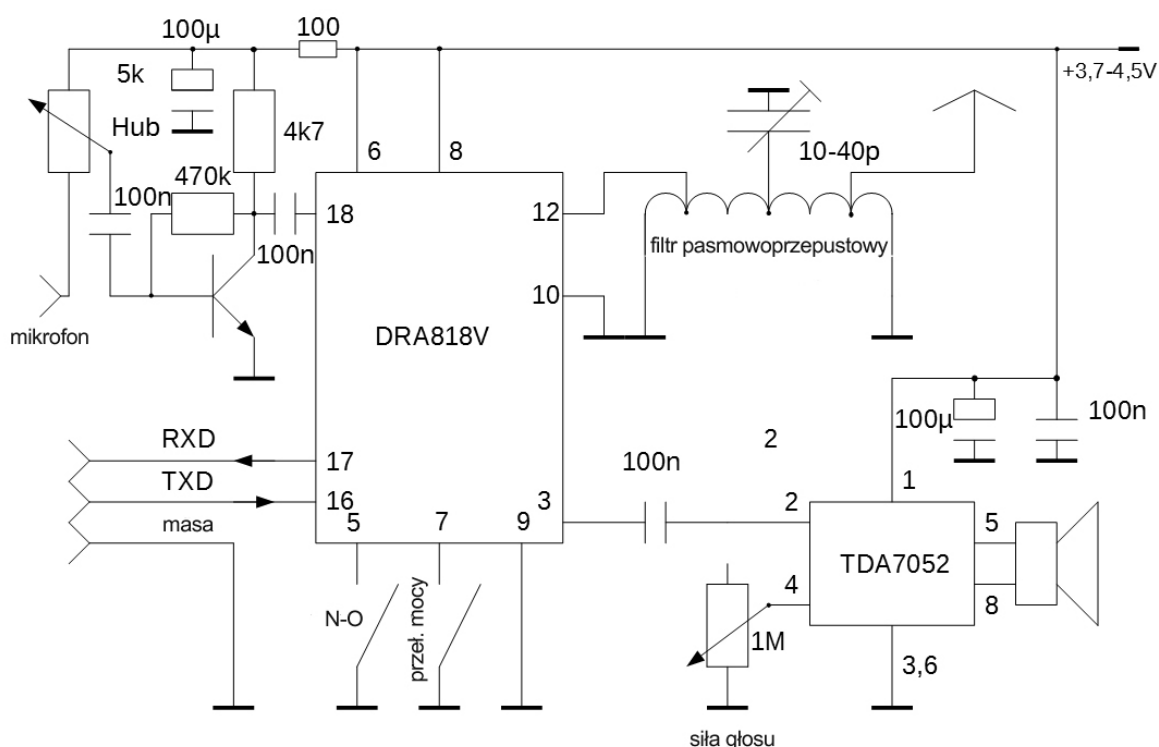 100µ
100
5k
+3,7-4,5V
Hub
4k7
6
8
10-40p
470k
100n
18
12
100n
filtr pasmowoprzepustowy
10
mikrofon
DRA818V
100µ
100n
RXD
2
100n
17
TXD
1
16
3
2
5
masa
5
7
9
TDA7052
4
8
N-O
przeł. mocy
1M
3,6
siła głosu